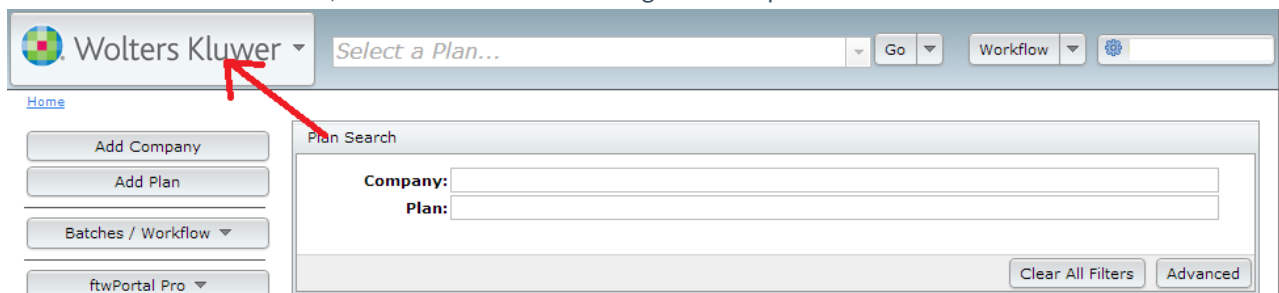 Wolters Kluwer
Select a Plan...
Go
Workflow
Home
Add Company
Add Plan
Batches / Workflow
ftwPortal Pro
Plan Search
Company:
Plan:
Clear All Filters
Advanced